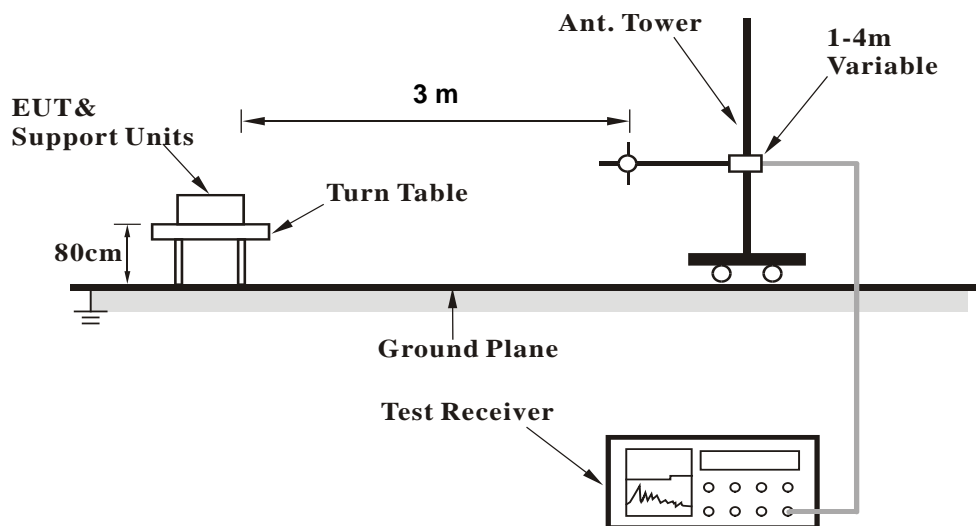 Ant. Tower
1-4m
Variable
3 m
EUT&
Support Units
Turn Table
80cm
Ground Plane
Test Receiver